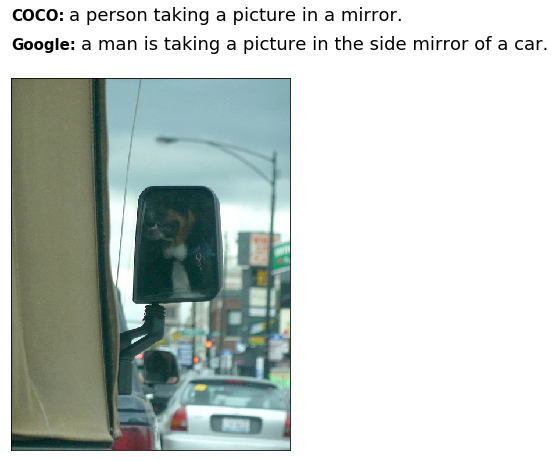 COCO: a person taking a picture in a mirror.
Google: a man is taking a picture in the side mirror of a car.